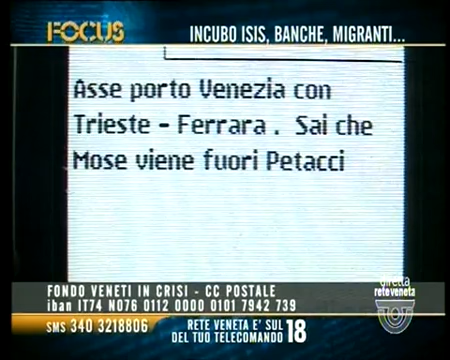 FOCUS
INCUBO ISIS, BANCHE, MIGRANTI...
Asse porto Venezia con
Trieste - Ferrara . Sai che
Mose viene fuori Petacci
diretta
reteveneta
FONDO VENETI IN CRISI - CC POSTALE
iban IT74 N076 0112 0000 0101 7942 739
SMS 340 3218806
RETE VENETA E' SUL
DEL TUO TELECOMANDO 18